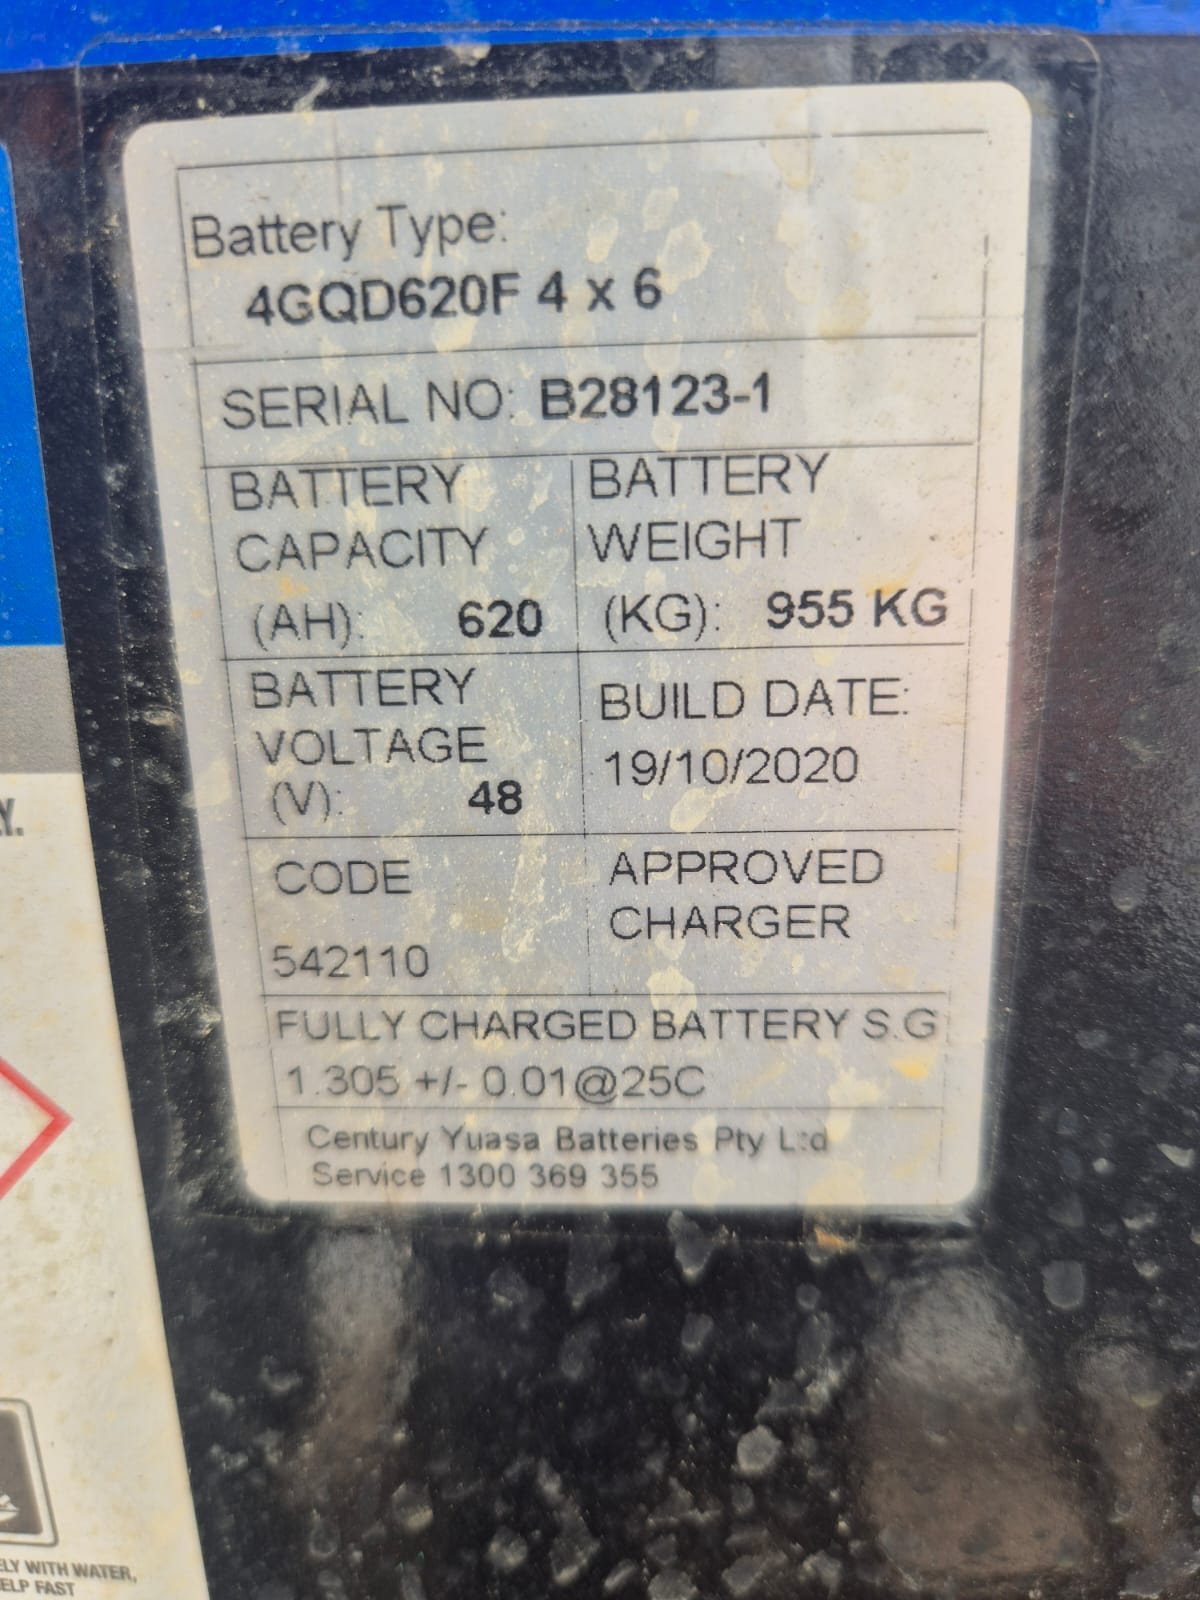 Battery Type:
4GQD620F 4 x 6
SERIAL NO: B28123-1
BATTERY
CAPACITY
(AH): 620
BATTERY
WEIGHT
(KG): 955 KG
BATTERY
VOLTAGE
(V): 48
BUILD DATE:
19/10/2020
CODE
542110
APPROVED
CHARGER
FULLY CHARGED BATTERY S.G
1.305 +/- 0.01@25C
Century Yuasa Batteries Pty Ltd
Service 1300 369 355
WITH WATER,
FAST